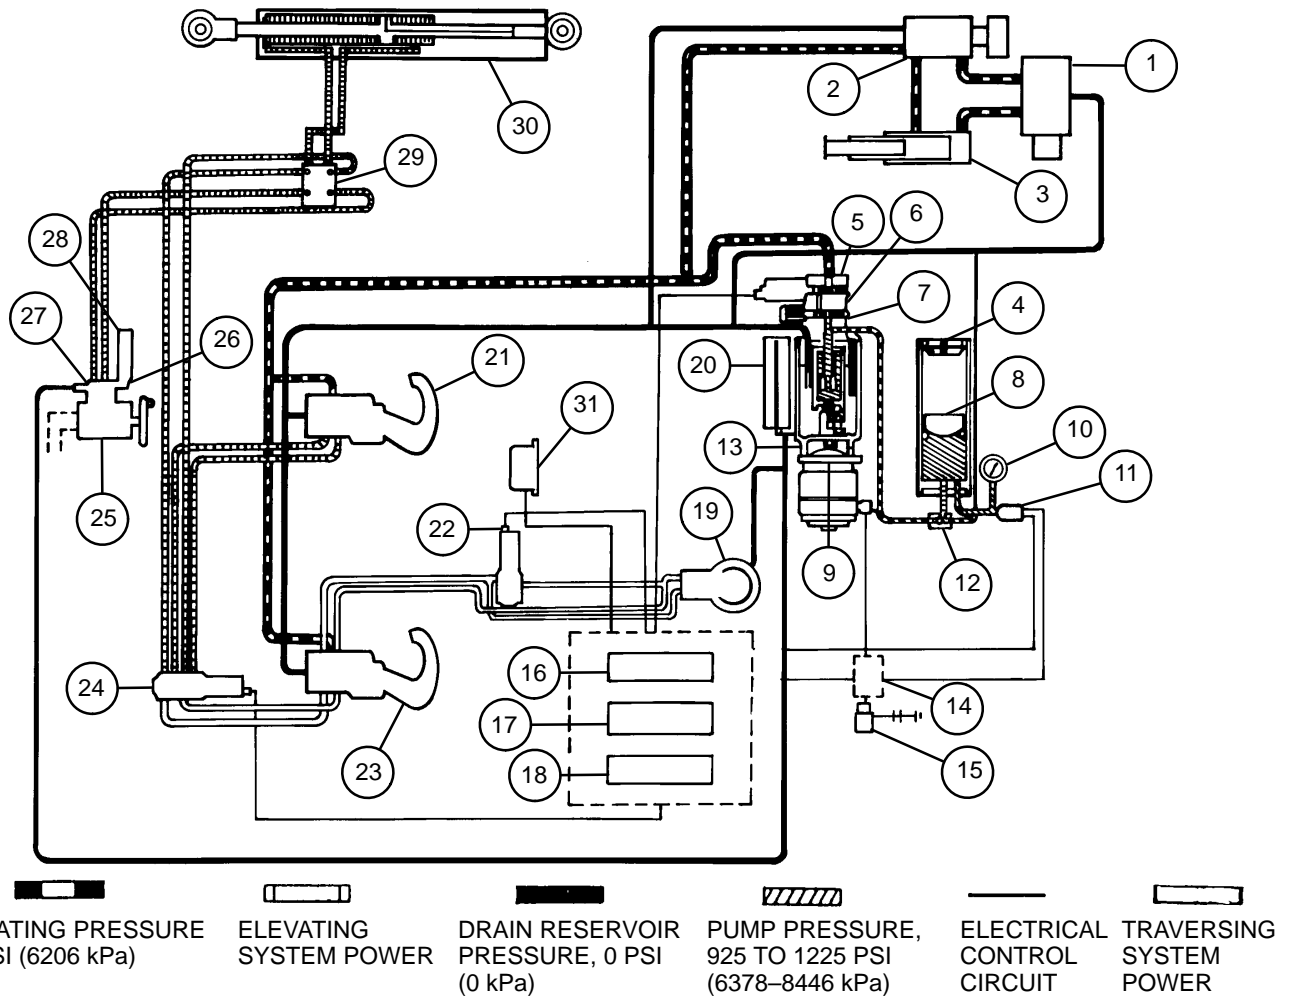 1
2
30
29
3
6
5
28
7
27
26
4
21
20
8
31
10
13
11
25
19
22
9
12
16
24
14
17
23
15
18
ATING PRESSURE
SI (6206 kPa)
ELEVATING
SYSTEM POWER
DRAIN RESERVOIR
PRESSURE, 0 PSI
(0 kPa)
PUMP PRESSURE,
925 TO 1225 PSI
(6378–8446 kPa)
ELECTRICAL
CONTROL
CIRCUIT
TRAVERSING
SYSTEM
POWER